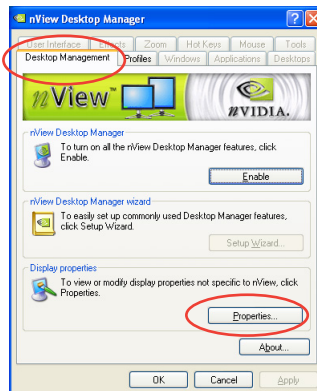 nView Desktop Manager
User Interface Effects Zoom Hot Keys Mouse Tools
Desktop Management Profiles Windows Applications Desktops
nView™
nVIDIA.
nView Desktop Manager
To turn on all the nView Desktop Manager features, click
Enable.
Enable
nView Desktop Manager wizard
To easily set up commonly used Desktop Manager features,
click Setup Wizard.
Setup Wizard...
Display properties
To view or modify display properties not specific to nView, click
Properties.
Properties...
About...
OK Cancel Apply